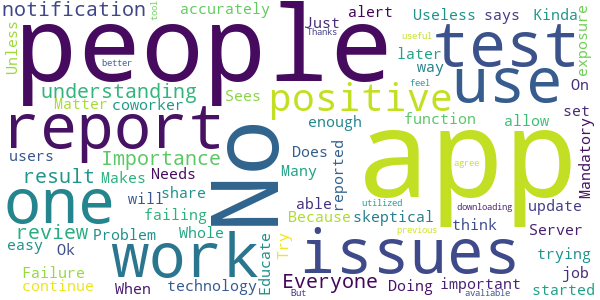 notification
people
accurately
alert
tool
Unless
Just
Useless
says
Kinda
exposure
better
later
way
test
useful
Thanks
feel
On
understanding
Matter
coworker
Sees
positive
use
set
report
enough
function
allow
Mandatory
users
Importance
Does
reported
No
app
agree
result
Makes
Needs
Many
able
one
will
share
Because
skeptical
utilized
downloading
update
review
failing
easy
Problem
Whole
think
Server
previous
Ok
work
Educate
Try
issues
trying
Failure
continue
When
technology
Everyone
Doing
important
job
started
But
avaliable